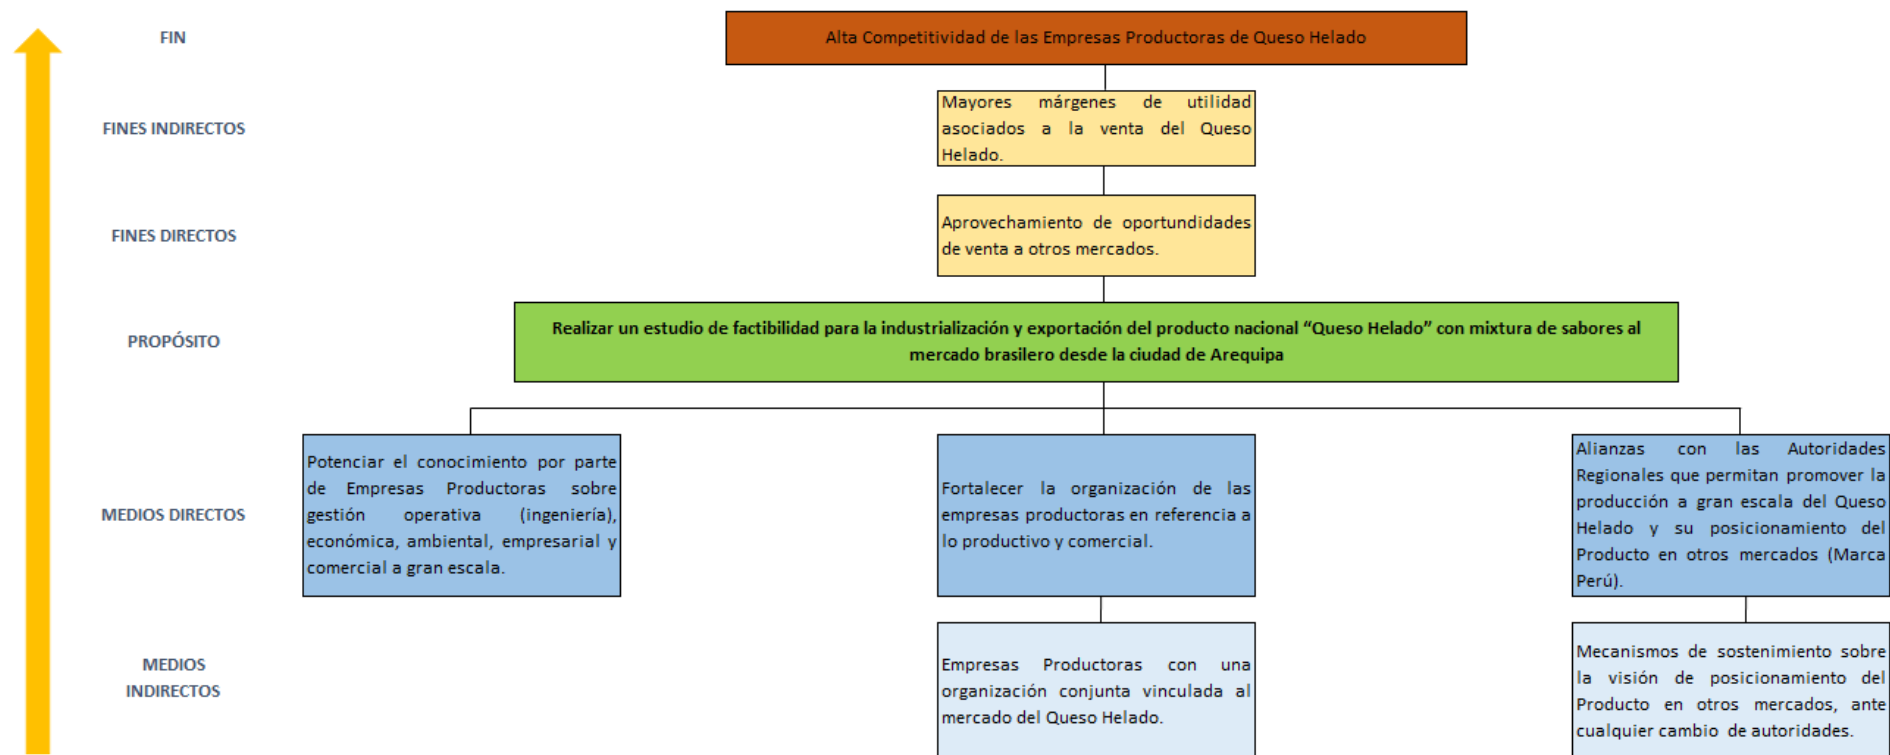 FIN
Alta Competitividad de las Empresas Productoras de Queso Helado
FINES INDIRECTOS
Mayores márgenes de utilidad
asociados a la venta del Queso
Helado.
FINES DIRECTOS
Aprovechamiento de oportundidades
de venta a otros mercados.
PROPÓSITO
Realizar un estudio de factibilidad para la industrialización y exportación del producto nacional “Queso Helado” con mixtura de sabores al
mercado brasilero desde la ciudad de Arequipa
MEDIOS DIRECTOS
Potenciar el conocimiento por parte
de Empresas Productoras sobre
gestión operativa (ingeniería),
económica, ambiental, empresarial y
comercial a gran escala.
Fortalecer la organización de las
empresas productoras en referencia a
lo productivo y comercial.
Alianzas con las Autoridades
Regionales que permitan promover la
producción a gran escala del Queso
Helado y su posicionamiento del
Producto en otros mercados (Marca
Perú).
MEDIOS
INDIRECTOS
Empresas Productoras con una
organización conjunta vinculada al
mercado del Queso Helado.
Mecanismos de sostenimiento sobre
la visión de posicionamiento del
Producto en otros mercados, ante
cualquier cambio de autoridades.